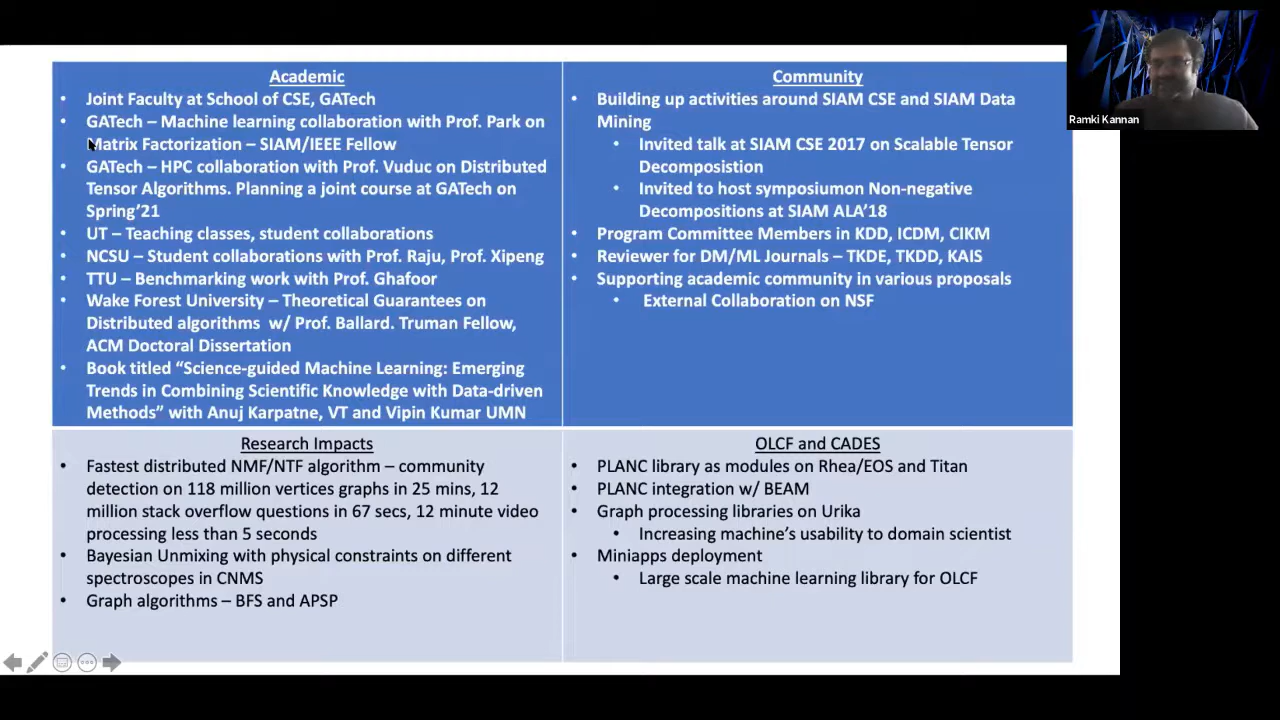 Academic
• Joint Faculty at School of CSE, GATech
• GATech – Machine learning collaboration with Prof. Park on
Matrix Factorization – SIAM/IEEE Fellow
• GATech – HPC collaboration with Prof. Vuduc on Distributed
Tensor Algorithms. Planning a joint course at GATech on
Spring'21
• UT – Teaching classes, student collaborations
• NCSU – Student collaborations with Prof. Raju, Prof. Xipeng
• TTU – Benchmarking work with Prof. Ghafoor
• Wake Forest University – Theoretical Guarantees on
Distributed algorithms w/ Prof. Ballard. Truman Fellow,
ACM Doctoral Dissertation
• Book titled “Science-guided Machine Learning: Emerging
Trends in Combining Scientific Knowledge with Data-driven
Methods” with Anuj Karpatne, VT and Vipin Kumar UMN
Community
• Building up activities around SIAM CSE and SIAM Data
Mining
• Invited talk at SIAM CSE 2017 on Scalable Tensor
Decomposistion
• Invited to host symposiumon Non-negative
Decompositions at SIAM ALA'18
• Program Committee Members in KDD, ICDM, CIKM
• Reviewer for DM/ML Journals – TKDE, TKDD, KAIS
• Supporting academic community in various proposals
• External Collaboration on NSF
Research Impacts
• Fastest distributed NMF/NTF algorithm – community
detection on 118 million vertices graphs in 25 mins, 12
million stack overflow questions in 67 secs, 12 minute video
processing less than 5 seconds
• Bayesian Unmixing with physical constraints on different
spectroscopes in CNMS
• Graph algorithms – BFS and APSP
OLCF and CADES
• PLANC library as modules on Rhea/EOS and Titan
• PLANC integration w/ BEAM
• Graph processing libraries on Urika
• Increasing machine's usability to domain scientist
• Miniapps deployment
• Large scale machine learning library for OLCF
Ramki Kannan